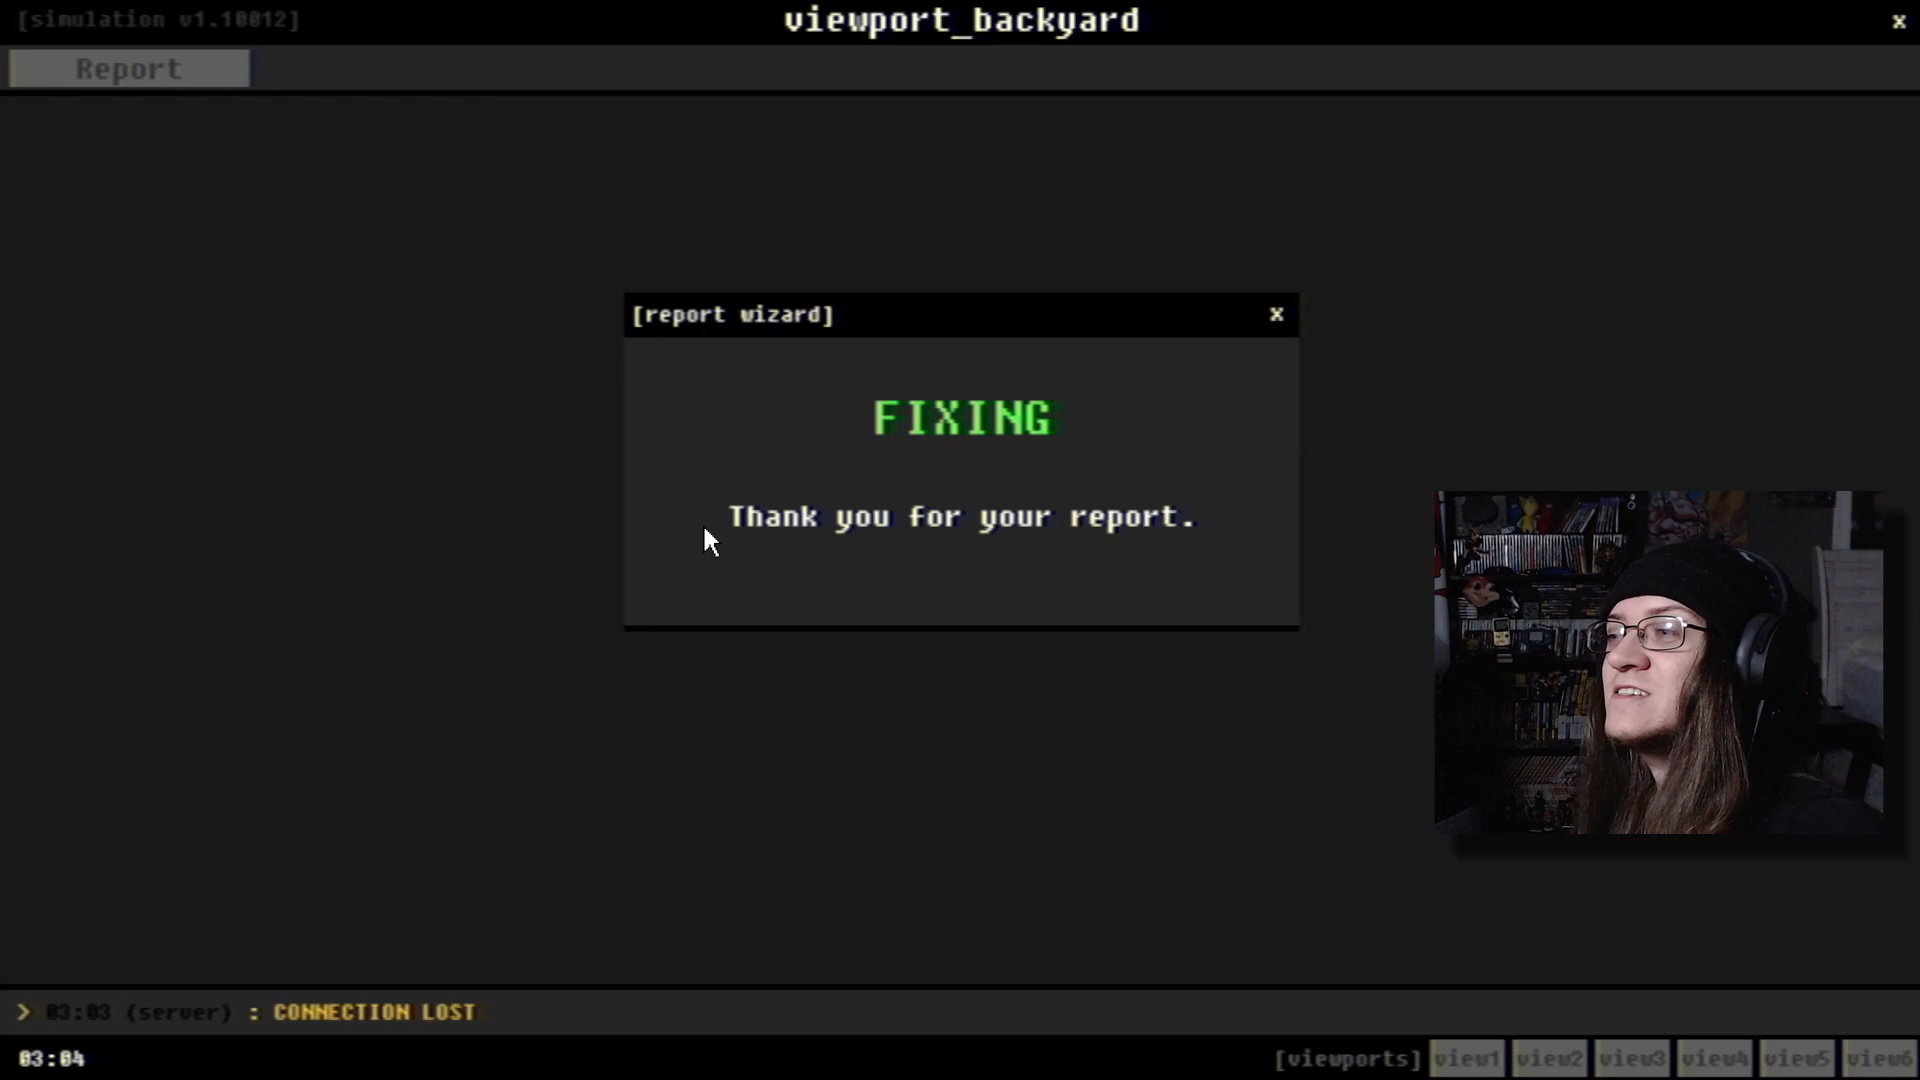 [simulation v1.10012]
viewport_backyard
x
Report
[report wizard]
x
FIXING
Thank you for your report.
> 03:03 (server) : CONNECTION LOST
03:04
[viewports] view1 view2 view3 view4 view5 view6